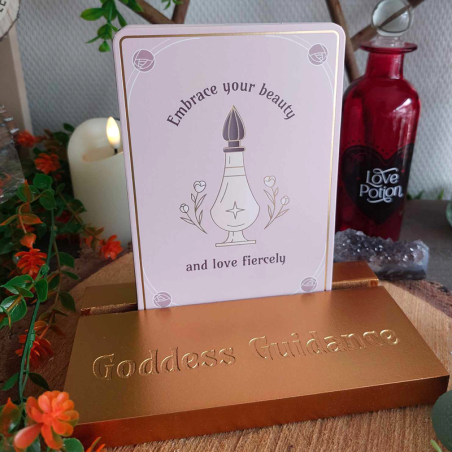 Embrace your beauty
and love fiercely
Love
Potion
Goddess Guidance